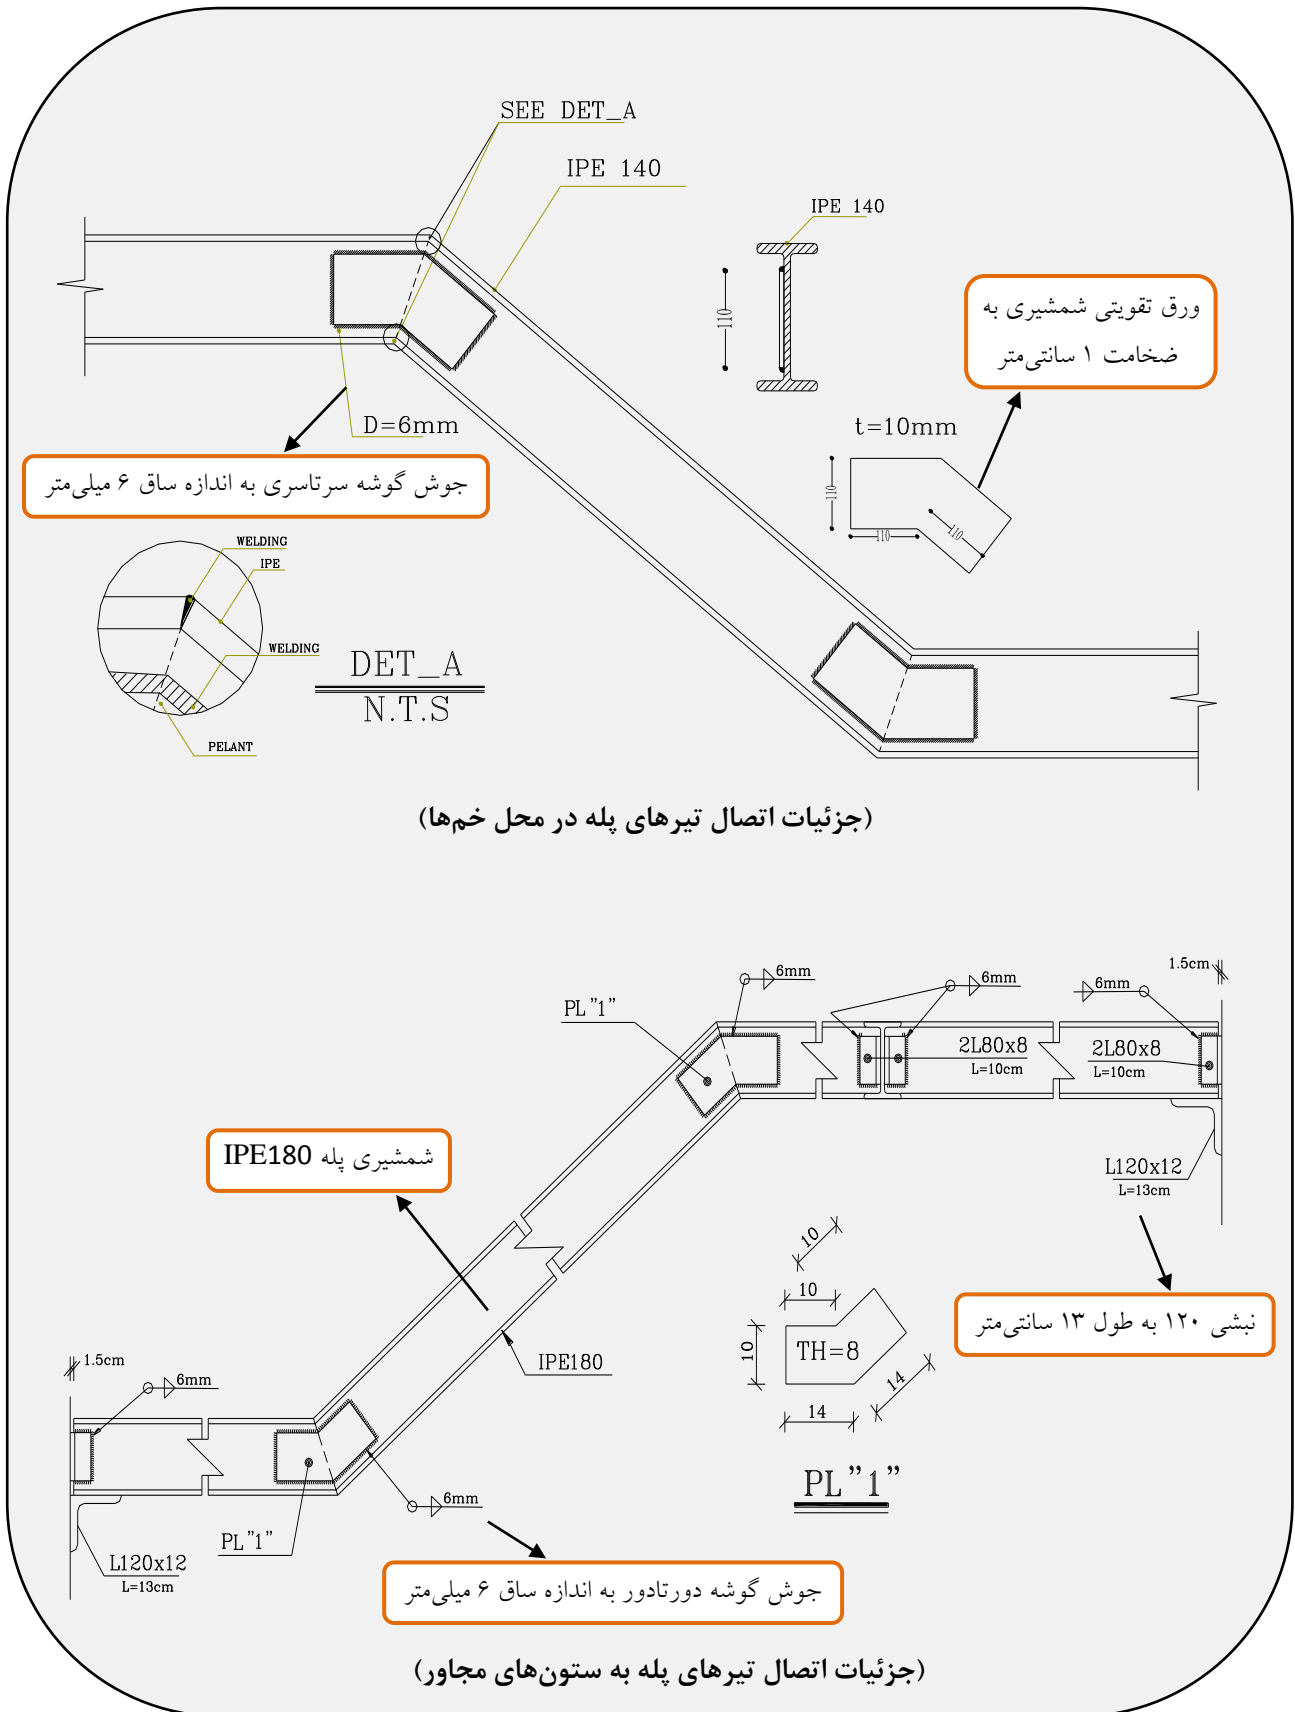 SEE DET_A
IPE 140
IPE 140
110
ورق تقویتی شمشیری به
ضخامت ۱ سانتی‌متر
D=6mm
t=10mm
جوش گوشه سرتاسری به اندازه ساق ۶ میلی‌متر
110
110
110
WELDING
IPE
WELDING
PELANT
DET_A
N.T.S
(جزئیات اتصال تیرهای پله در محل خم‌ها)
1.5cm
6mm
6mm
6mm
PL"1"
2L80x8
L=10cm
2L80x8
L=10cm
شمشیری پله IPE180
L120x12
L=13cm
10
10
10
TH=8
14
14
PL"1"
نبشی ۱۲۰ به طول ۱۳ سانتی‌متر
IPE180
1.5cm
6mm
6mm
PL"1"
L120x12
L=13cm
جوش گوشه دورتادور به اندازه ساق ۶ میلی‌متر
(جزئیات اتصال تیرهای پله به ستون‌های مجاور)